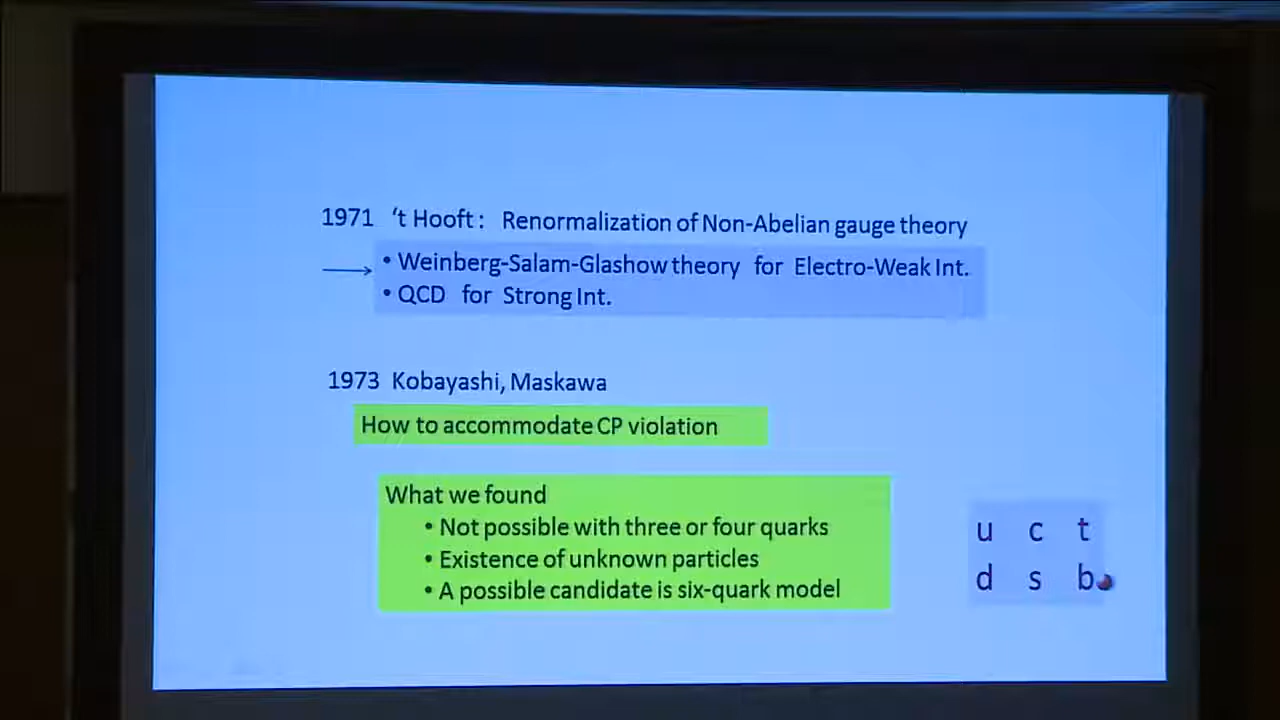 1971 ‘t Hooft : Renormalization of Non-Abelian gauge theory
• Weinberg-Salam-Glashow theory for Electro-Weak Int.
• QCD for Strong Int.
1973 Kobayashi, Maskawa
How to accommodate CP violation
What we found
• Not possible with three or four quarks
• Existence of unknown particles
• A possible candidate is six-quark model
u c t
d s b